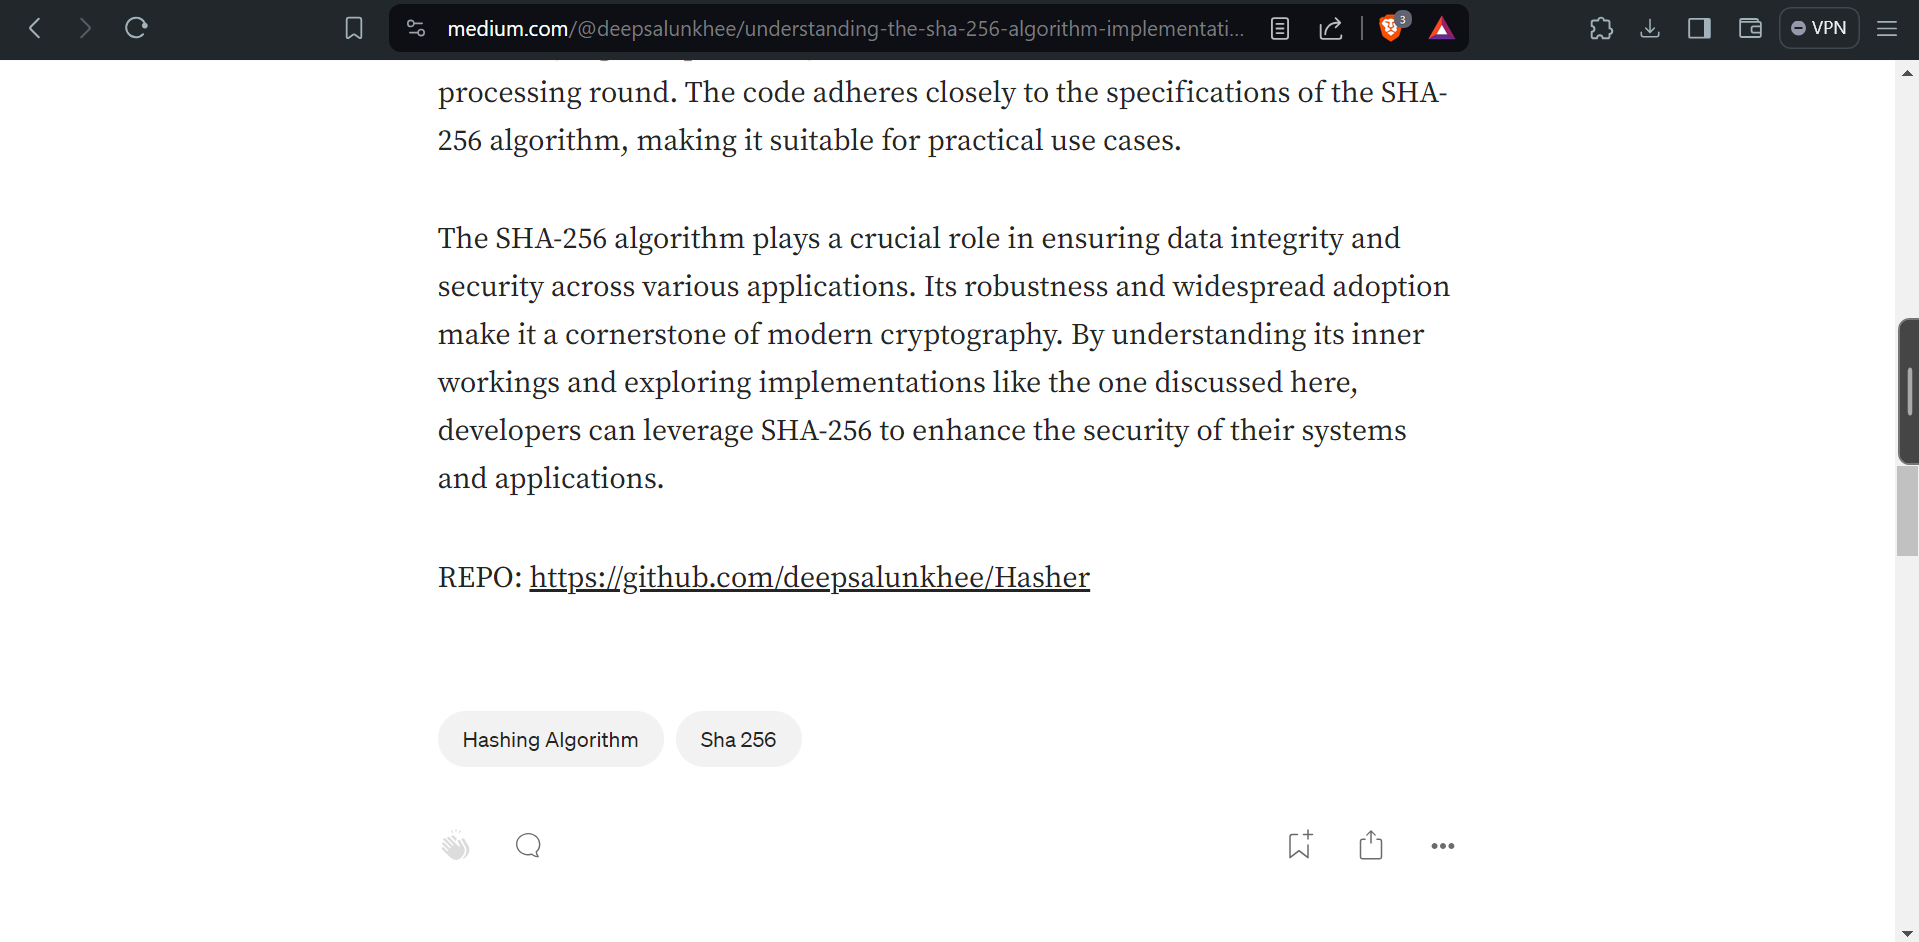 medium.com/@deepsalunkhee/understanding-the-sha-256-algorithm-implementati...
3
VPN
processing round. The code adheres closely to the specifications of the SHA-
256 algorithm, making it suitable for practical use cases.
The SHA-256 algorithm plays a crucial role in ensuring data integrity and
security across various applications. Its robustness and widespread adoption
make it a cornerstone of modern cryptography. By understanding its inner
workings and exploring implementations like the one discussed here,
developers can leverage SHA-256 to enhance the security of their systems
and applications.
REPO: https://github.com/deepsalunkhee/Hasher
Hashing Algorithm
Sha 256